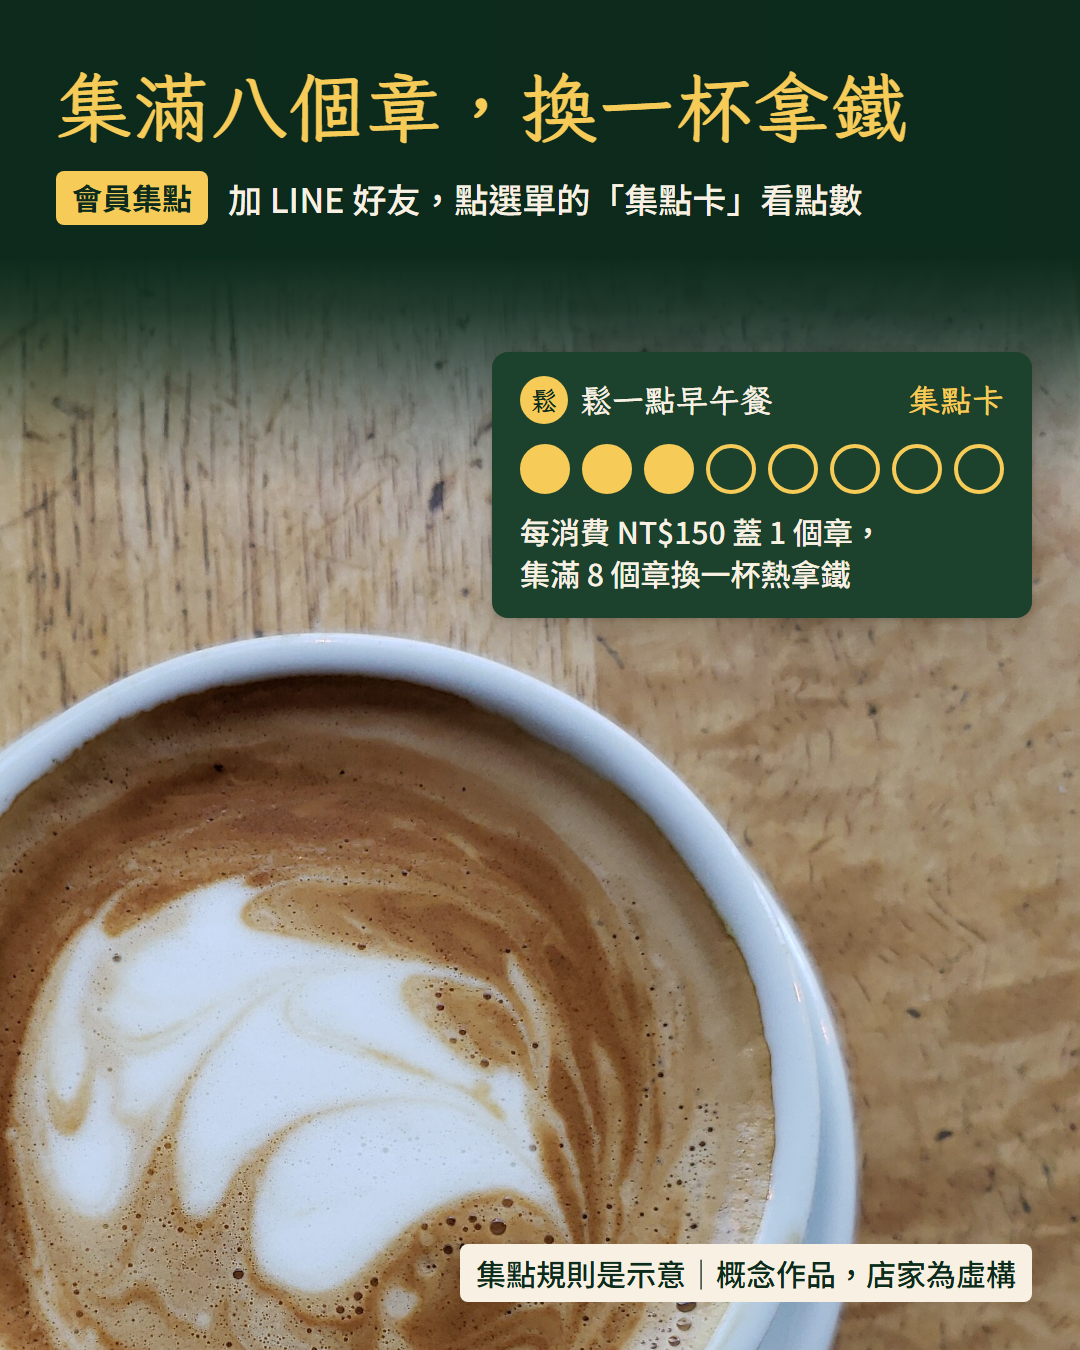 集滿八個章，換一杯拿鐵
會員集點 加 LINE 好友，點選單的「集點卡」看點數
鬆 鬆一點早午餐 集點卡
每消費 NT$150 蓋 1 個章，
集滿 8 個章換一杯熱拿鐵
集點規則是示意｜概念作品，店家為虛構